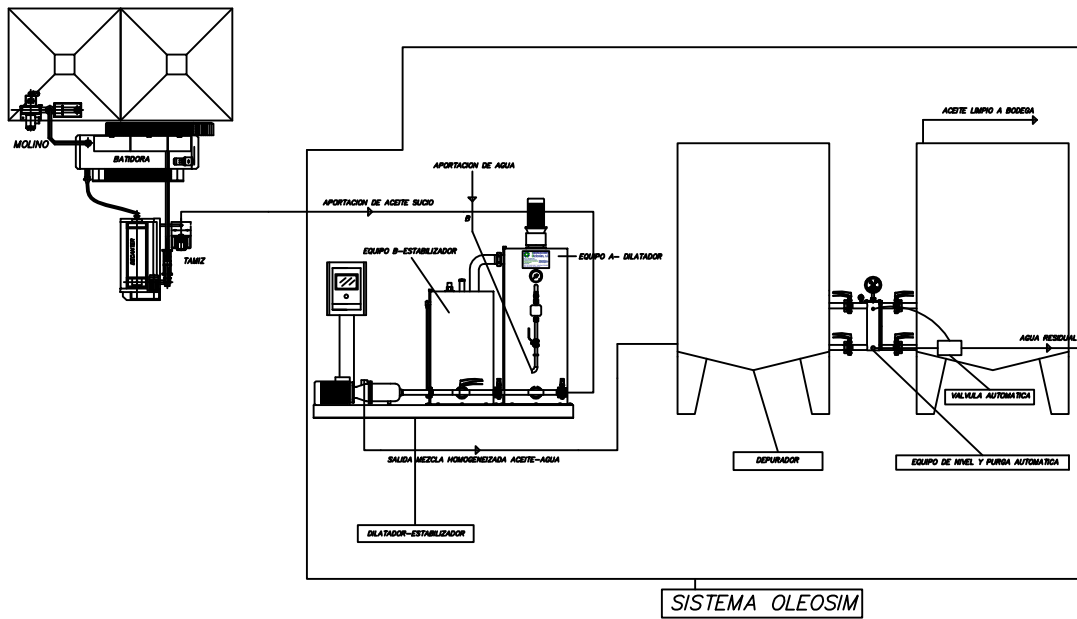 MOLINO
BATIDORA
DECANTER
TAMIZ
APORTACION DE ACEITE SUCIO
APORTACION DE AGUA
B
EQUIPO B-ESTABILIZADOR
EQUIPO A- DILATADOR
SALIDA MEZCLA HOMOGENEIZADA ACEITE-AGUA
DILATADOR-ESTABILIZADOR
ACEITE LIMPIO A BODEGA
AGUA RESIDUAL
VALVULA AUTOMATICA
DEPURADOR
EQUIPO DE NIVEL Y PURGA AUTOMATICA
SISTEMA OLEOSIM